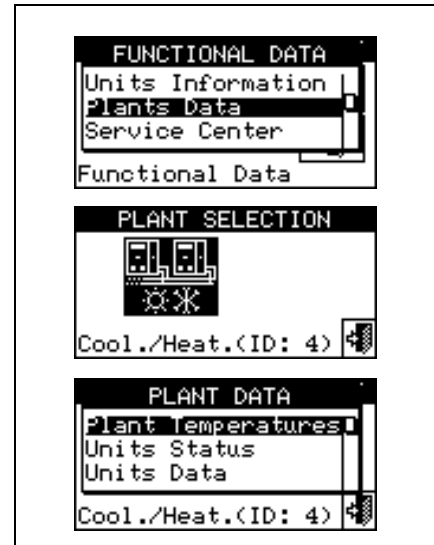 FUNCTIONAL DATA
Units Information
Plants Data
Service Center
Functional Data
PLANT SELECTION
Cool./Heat.(ID: 4)
PLANT DATA
Plant Temperatures
Units Status
Units Data
Cool./Heat.(ID: 4)